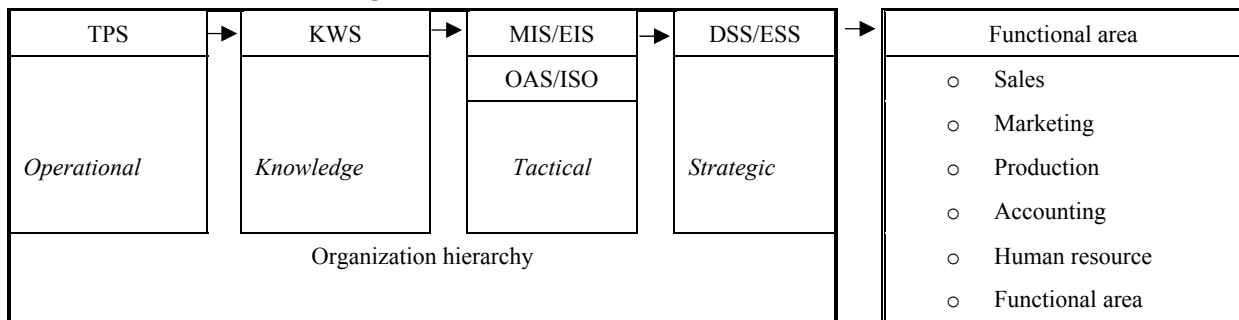 TPS
KWS
MIS/EIS
DSS/ESS
Functional area
OAS/ISO
Operational
Knowledge
Tactical
Strategic
Organization hierarchy
o Sales
o Marketing
o Production
o Accounting
o Human resource
o Functional area